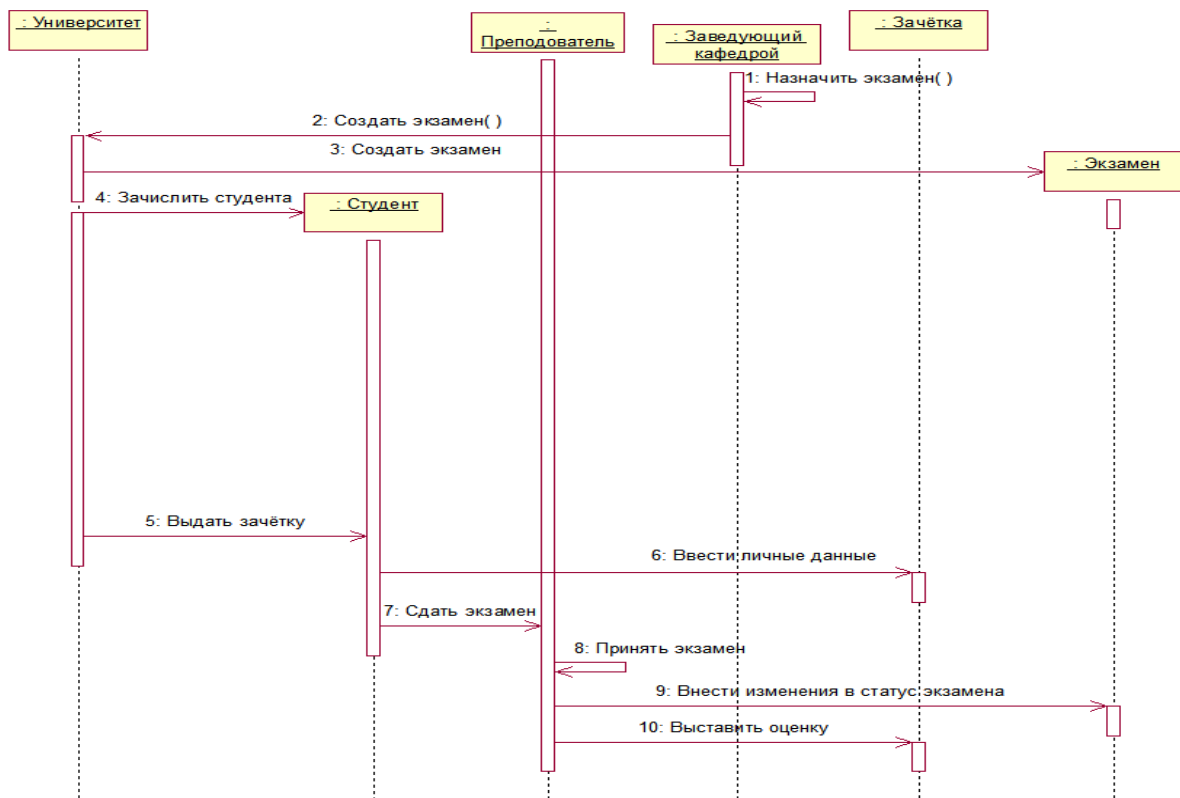 : Университет
:
Преподователь
: Заведующий
кафедрой
: Зачётка
1: Назначить экзамен( )
2: Создать экзамен( )
3: Создать экзамен
: Экзамен
4: Зачислить студента
: Студент
5: Выдать зачётку
6: Ввести личные данные
7: Сдать экзамен
8: Принять экзамен
9: Внести изменения в статус экзамена
10: Выставить оценку